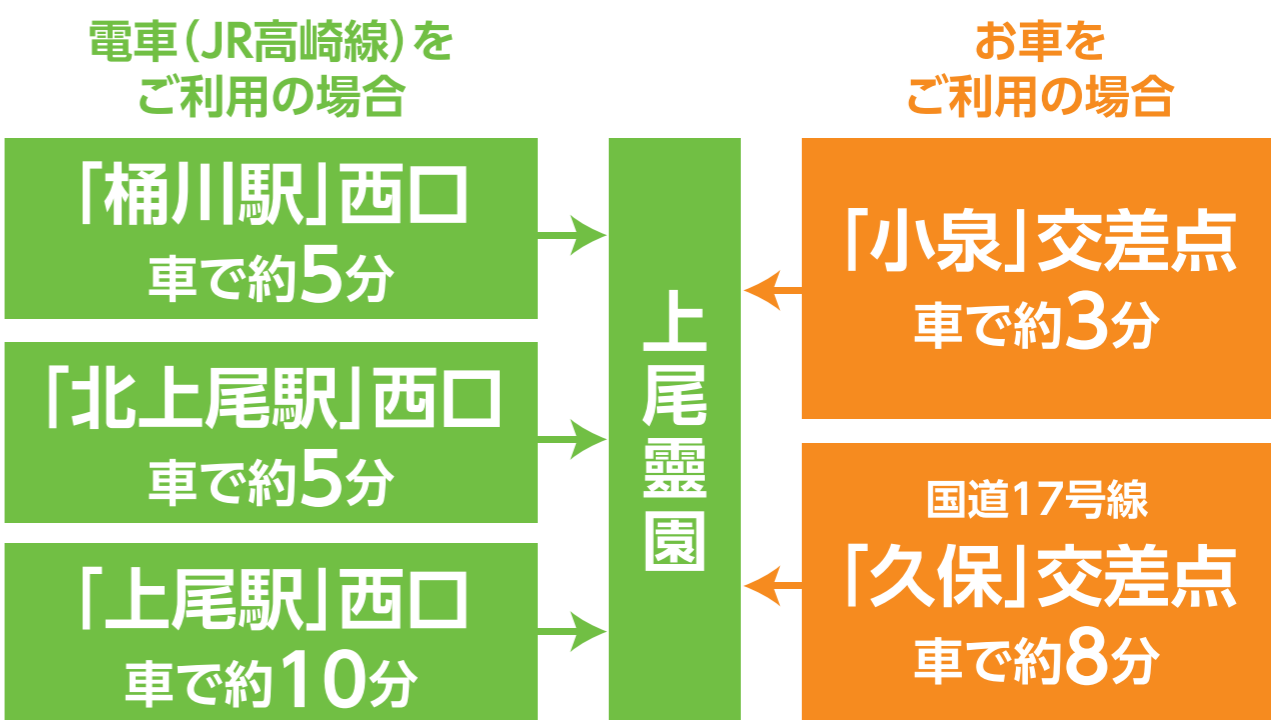 電車(JR高崎線)を
ご利用の場合
「桶川駅」西口
車で約5分
「北上尾駅」西口
車で約5分
「上尾駅」西口
車で約10分
上尾靈園
お車を
ご利用の場合
「小泉」交差点
車で約3分
国道17号線
「久保」交差点
車で約8分